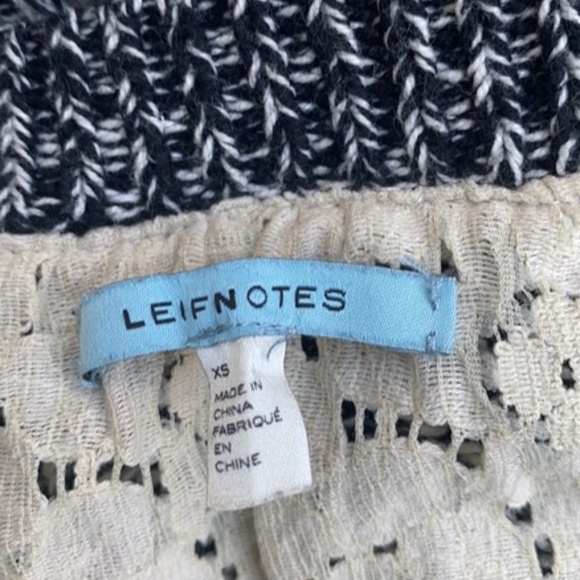 LEIFNOTES
XS
MADE IN
CHINA
FABRIQUÉ
EN
CHINE